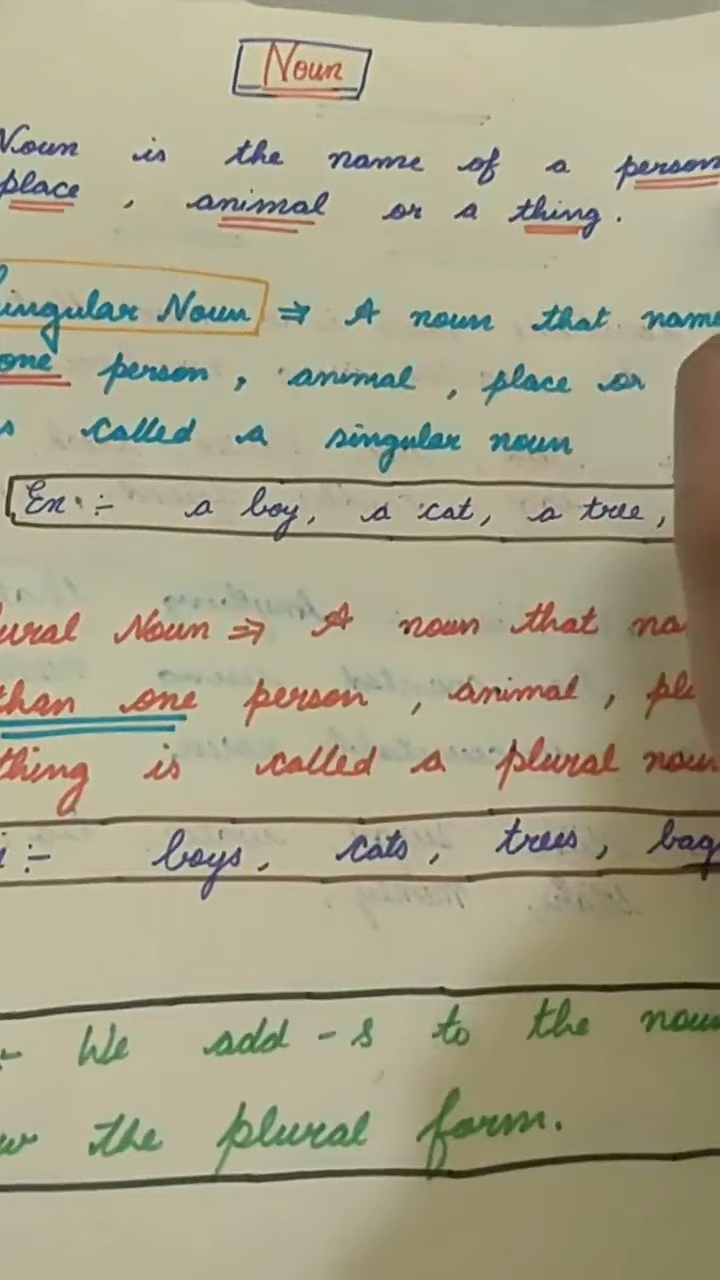 Noun
Noun is the name of a person
place , animal or a thing .
Singular Noun ⇒ A noun that name
one person , animal , place or
called a singular noun
Ex :- a boy, a cat, a tree,
Noun ⇒ A noun that
than one person , animal ,
thing is called a plural noun
:- boys, cats, trees, bag
:- We add -s to the noun
the plural form.